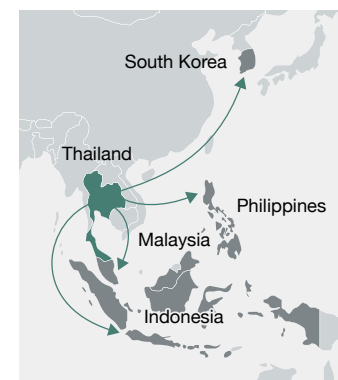 South Korea
Thailand
Philippines
Malaysia
Indonesia